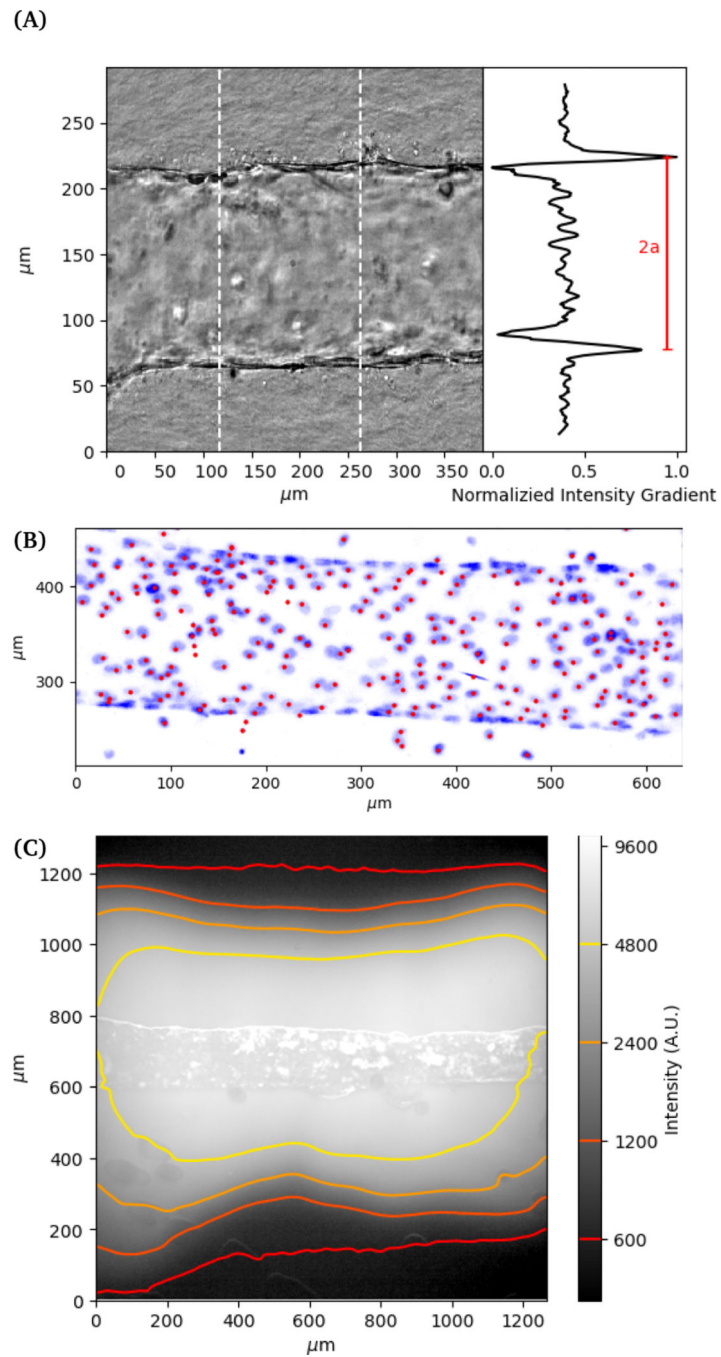 (A)
250
200
150
100
50
0
μm
0 50 100 150 200 250 300 350
μm
2a
0.0 0.5 1.0
Normalizied Intensity Gradient
(B)
400
300
μm
0 100 200 300 400 500 600
μm
(C)
1200
1000
800
600
400
200
0
μm
0 200 400 600 800 1000 1200
μm
9600
4800
2400
1200
600
Intensity (A.U.)